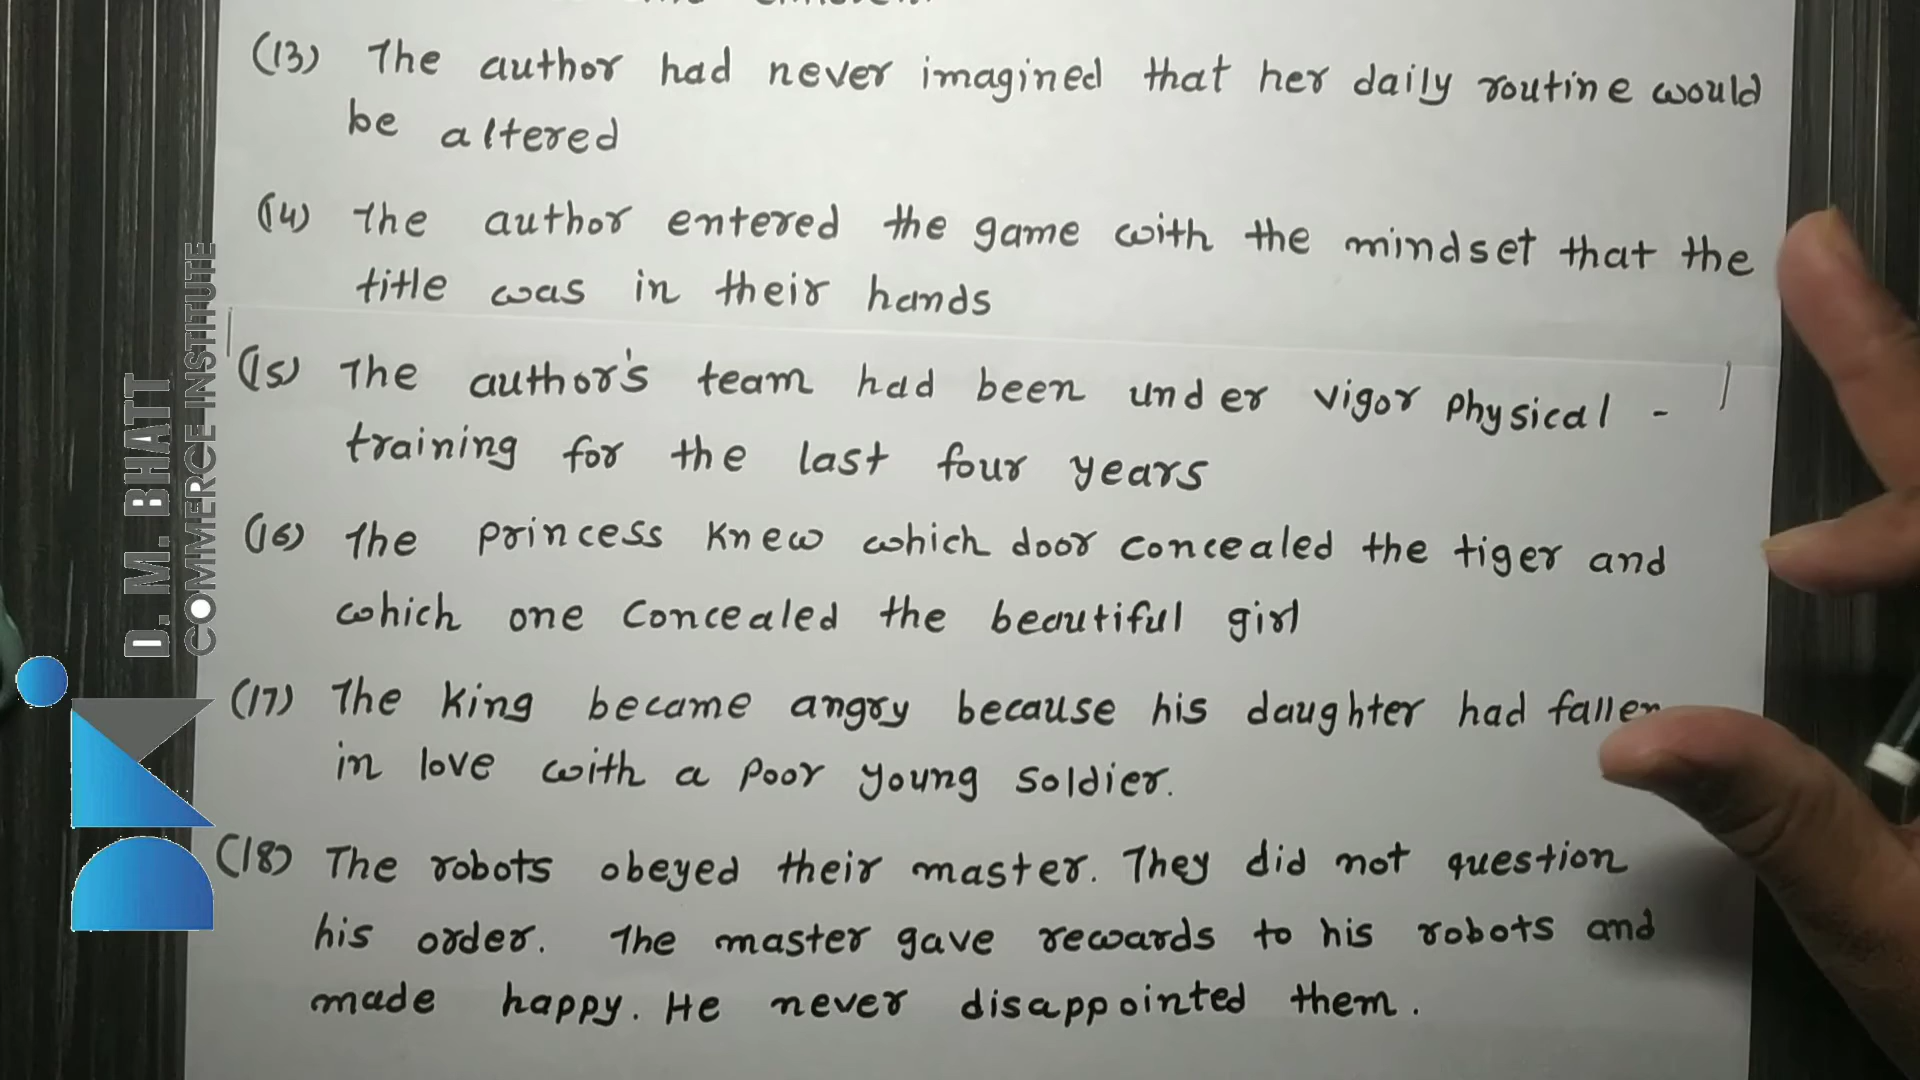 (13) The author had never imagined that her daily routine would
be altered
(14) The author entered the game with the mindset that the
title was in their hands
(15) The author's team had been under vigor physical -
training for the last four years
(16) The princess knew which door concealed the tiger and
which one concealed the beautiful girl
(17) The king became angry because his daughter had fallen
in love with a poor young soldier.
(18) The robots obeyed their master. They did not question
his order. The master gave rewards to his robots and
made happy. He never disappointed them.
D. M. BHATT
COMMERCE INSTITUTE